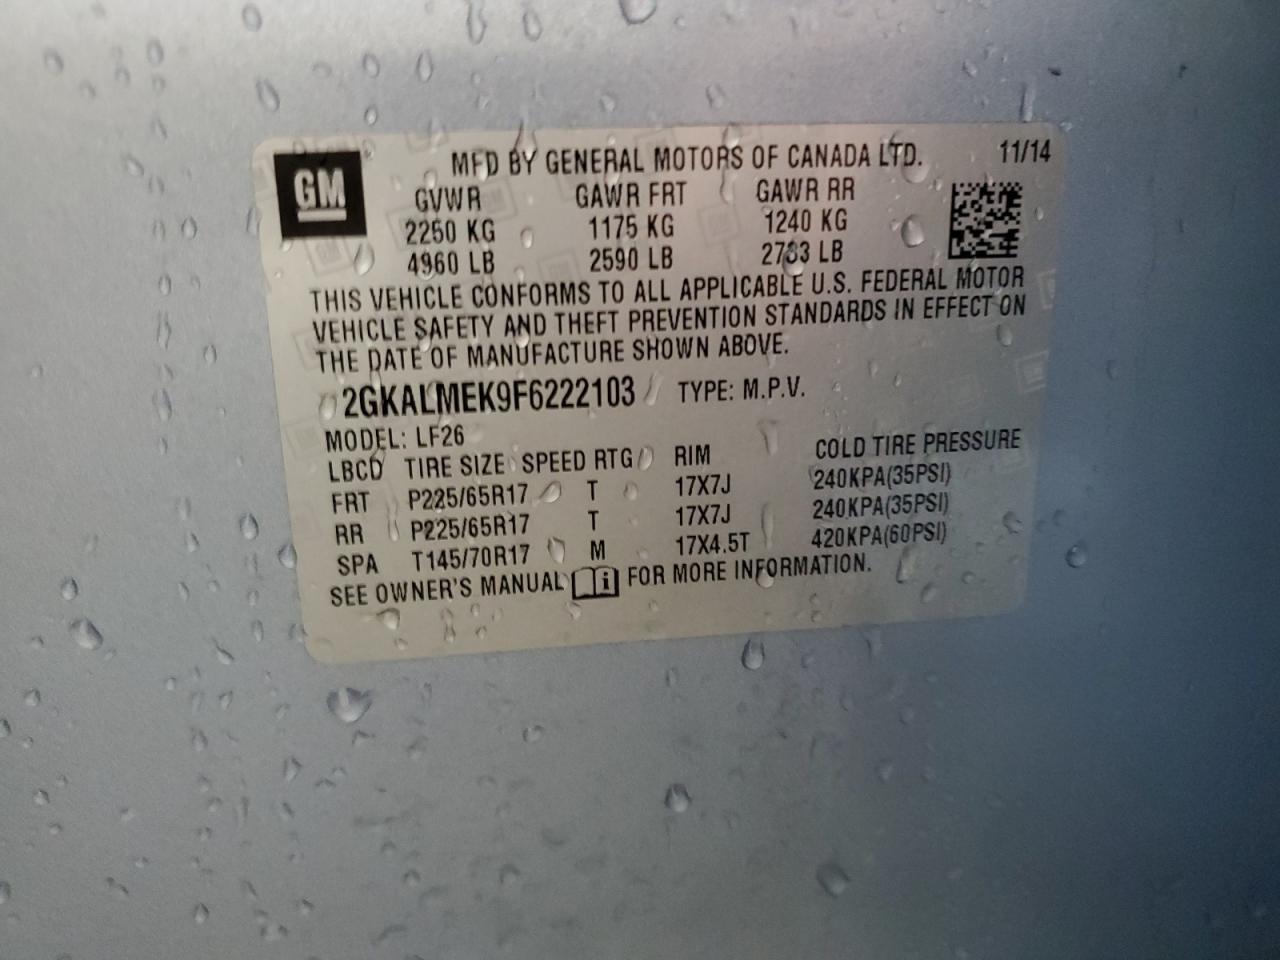 GM MFD BY GENERAL MOTORS OF CANADA LTD. 11/14
GVWR GAWR FRT GAWR RR
2250 KG 1175 KG 1240 KG
4960 LB 2590 LB 2733 LB
THIS VEHICLE CONFORMS TO ALL APPLICABLE U.S. FEDERAL MOTOR
VEHICLE SAFETY AND THEFT PREVENTION STANDARDS IN EFFECT ON
THE DATE OF MANUFACTURE SHOWN ABOVE.
2GKALMEK9F6222103 TYPE: M.P.V.
MODEL: LF26
LBCD TIRE SIZE SPEED RTG RIM COLD TIRE PRESSURE
FRT P225/65R17 T 17X7J 240KPA(35PSI)
RR P225/65R17 T 17X7J 240KPA(35PSI)
SPA T145/70R17 M 17X4.5T 420KPA(60PSI)
SEE OWNER'S MANUAL i FOR MORE INFORMATION.